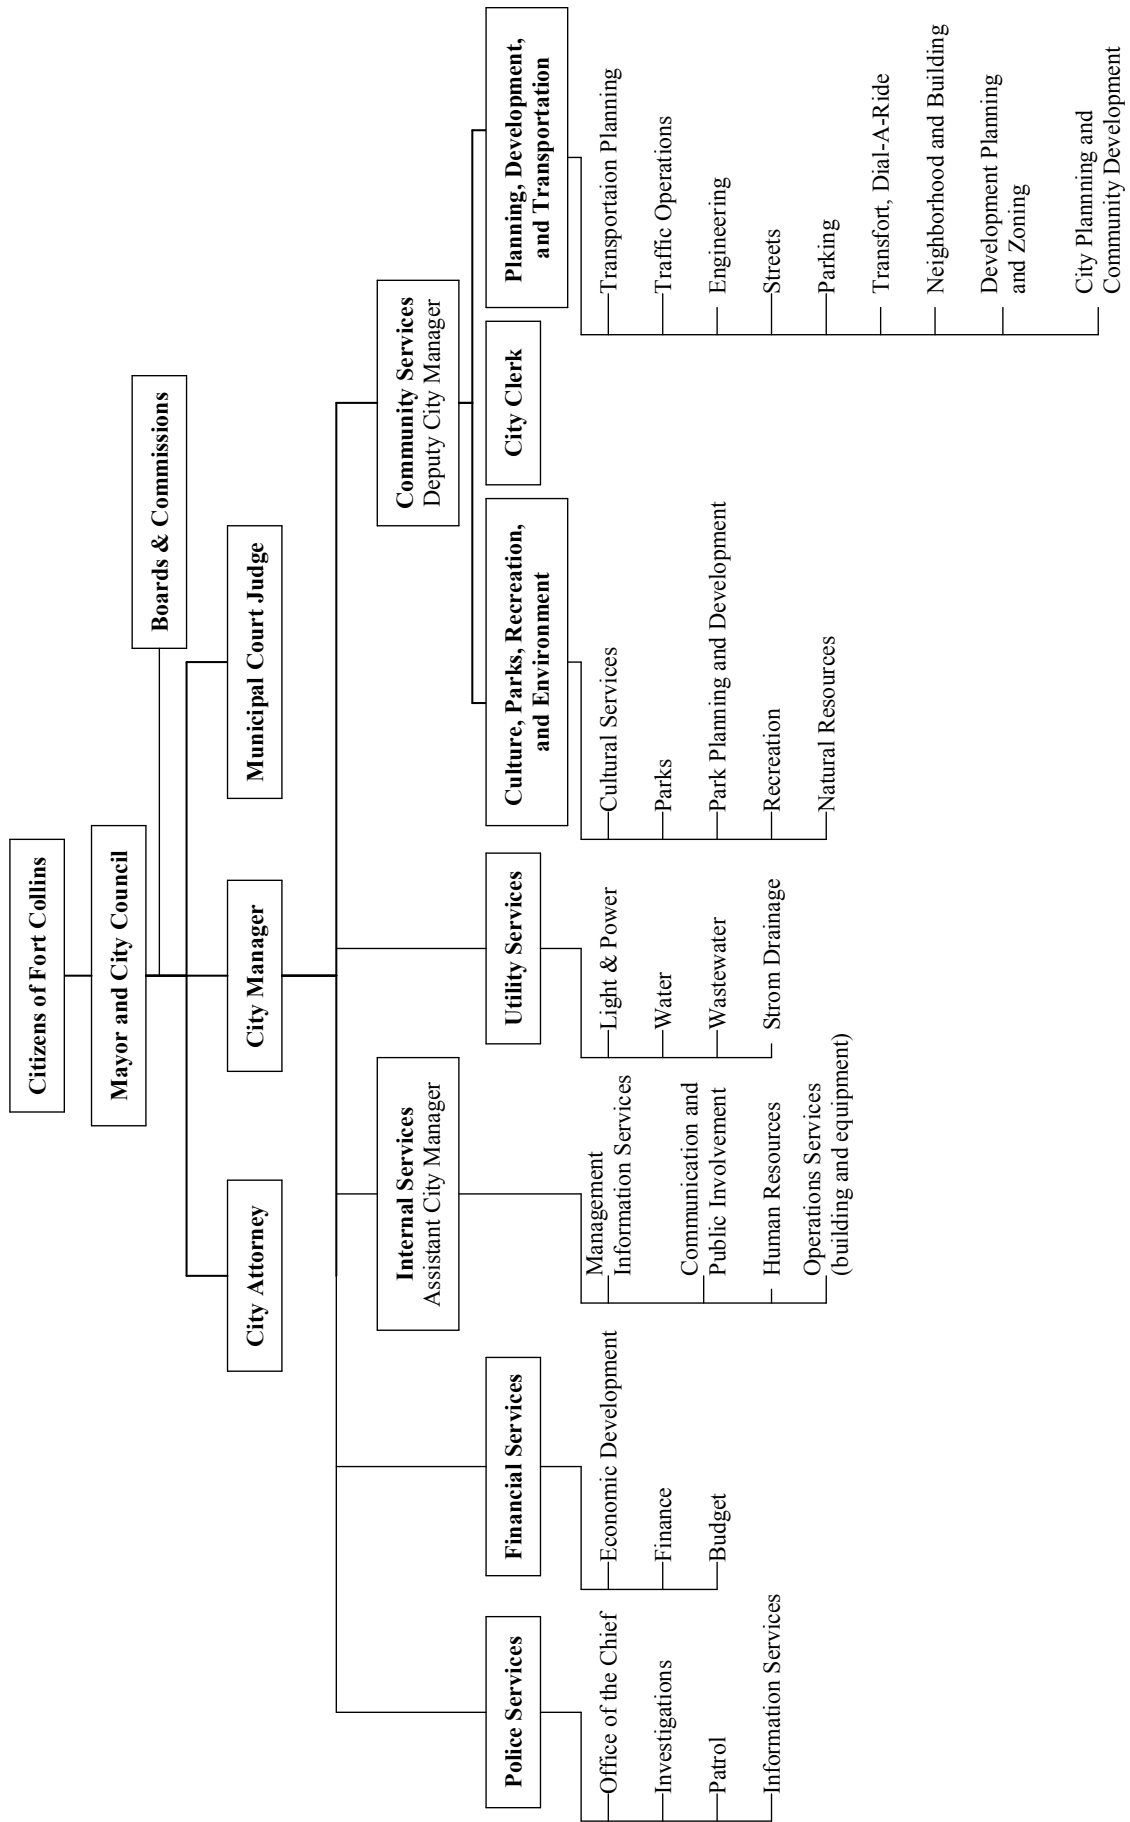 Citizens of Fort Collins
Mayor and City Council
Boards & Commissions
City Attorney
City Manager
Municipal Court Judge
Internal Services
Assistant City Manager
Community Services
Deputy City Manager
Police Services
Office of the Chief
Investigations
Patrol
Information Services
Financial Services
Economic Development
Finance
Budget
Management
Information Services
Communication and
Public Involvement
Human Resources
Operations Services
(building and equipment)
Utility Services
Light & Power
Water
Wastewater
Strom Drainage
Culture, Parks, Recreation,
and Environment
Cultural Services
Parks
Park Planning and Development
Recreation
Natural Resources
City Clerk
Planning, Development,
and Transportation
Transportaion Planning
Traffic Operations
Engineering
Streets
Parking
Transfort, Dial-A-Ride
Neighborhood and Building
Development Planning
and Zoning
City Plannning and
Community Development